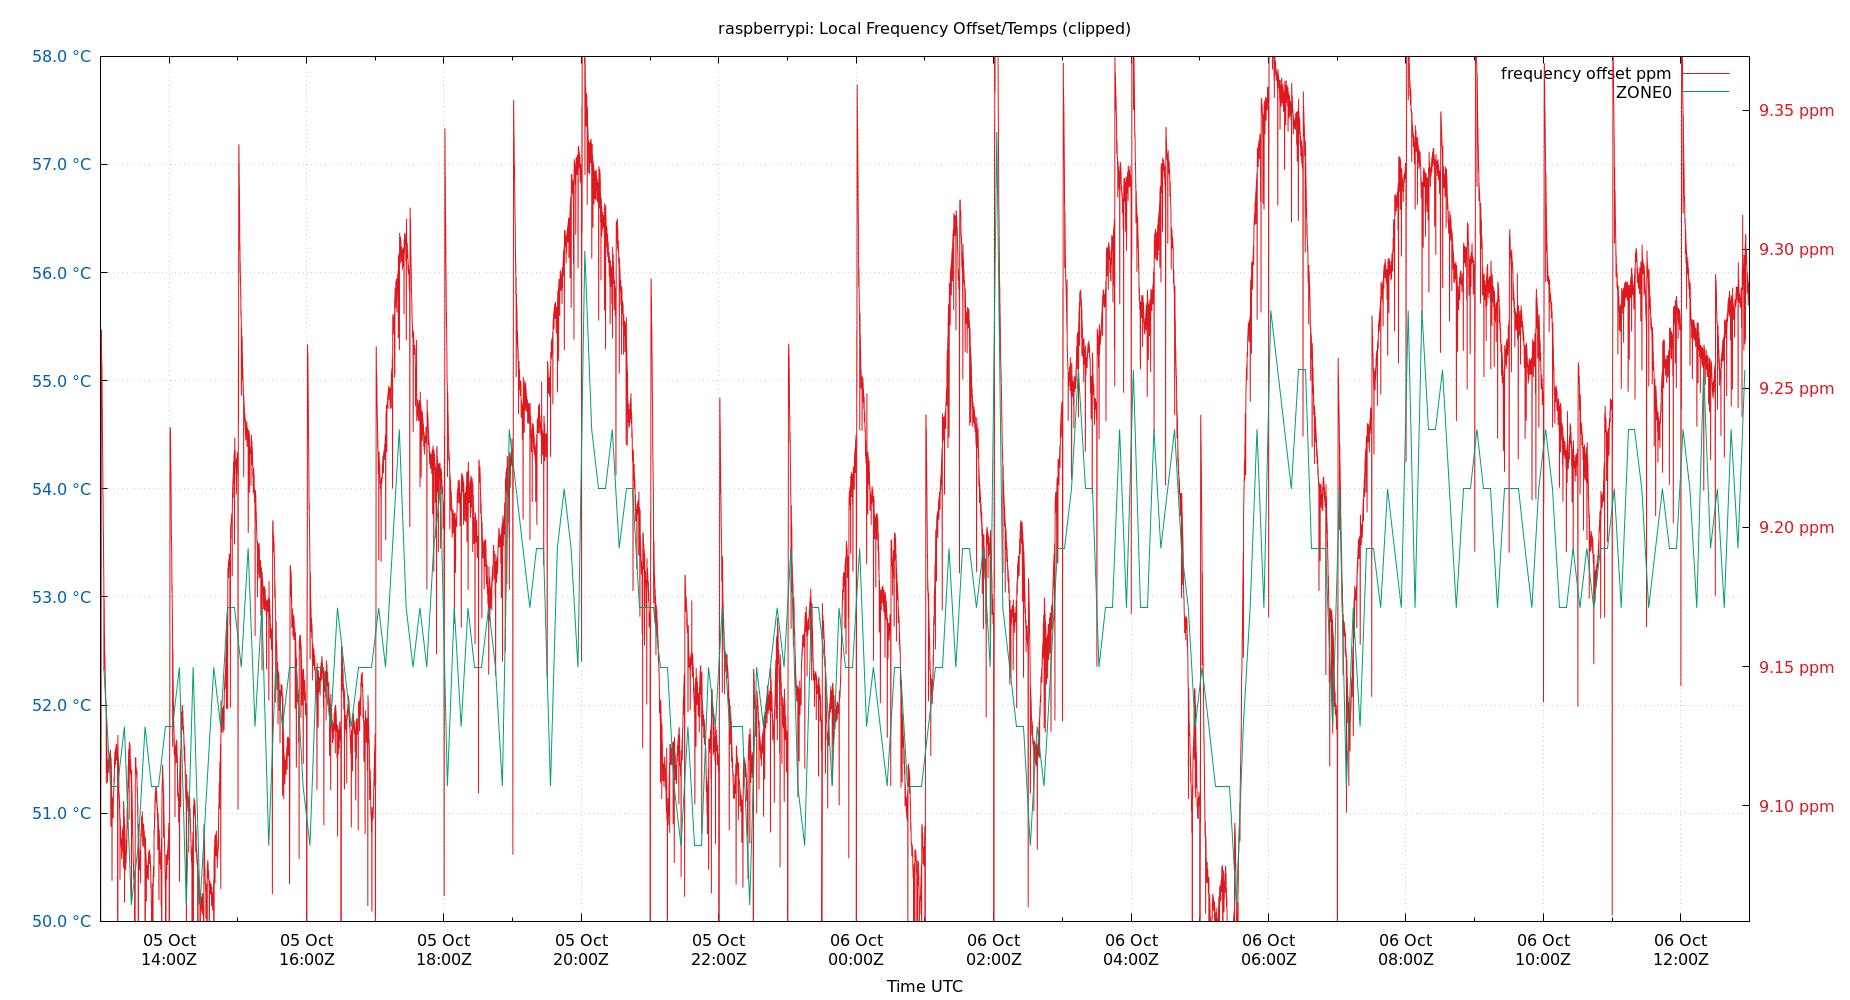 raspberrypi: Local Frequency Offset/Temps (clipped)
58.0 °C
57.0 °C
56.0 °C
55.0 °C
54.0 °C
53.0 °C
52.0 °C
51.0 °C
50.0 °C
frequency offset ppm
ZONE0
9.35 ppm
9.30 ppm
9.25 ppm
9.20 ppm
9.15 ppm
9.10 ppm
05 Oct
14:00Z
05 Oct
16:00Z
05 Oct
18:00Z
05 Oct
20:00Z
05 Oct
22:00Z
06 Oct
00:00Z
06 Oct
02:00Z
06 Oct
04:00Z
06 Oct
06:00Z
06 Oct
08:00Z
06 Oct
10:00Z
06 Oct
12:00Z
Time UTC